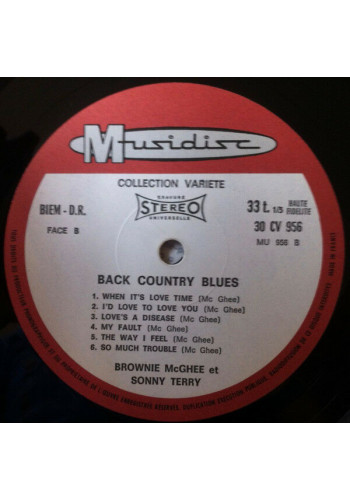 Musidisc
COLLECTION VARIETE
BIEM - D.R.
FACE B
GRAVURE
STEREO
UNIVERSELLE
33 t. 1/3 HAUTE
FIDELITE
30 CV 956
MU 956 B
BACK COUNTRY BLUES
1. WHEN IT'S LOVE TIME (Mc Ghee)
2. I'D LOVE TO LOVE YOU (Mc Ghee)
3. LOVE'S A DISEASE (Mc Ghee)
4. MY FAULT (Mc Ghee)
5. THE WAY I FEEL (Mc Ghee)
6. SO MUCH TROUBLE (Mc Ghee)
BROWNIE McGHEE et
SONNY TERRY